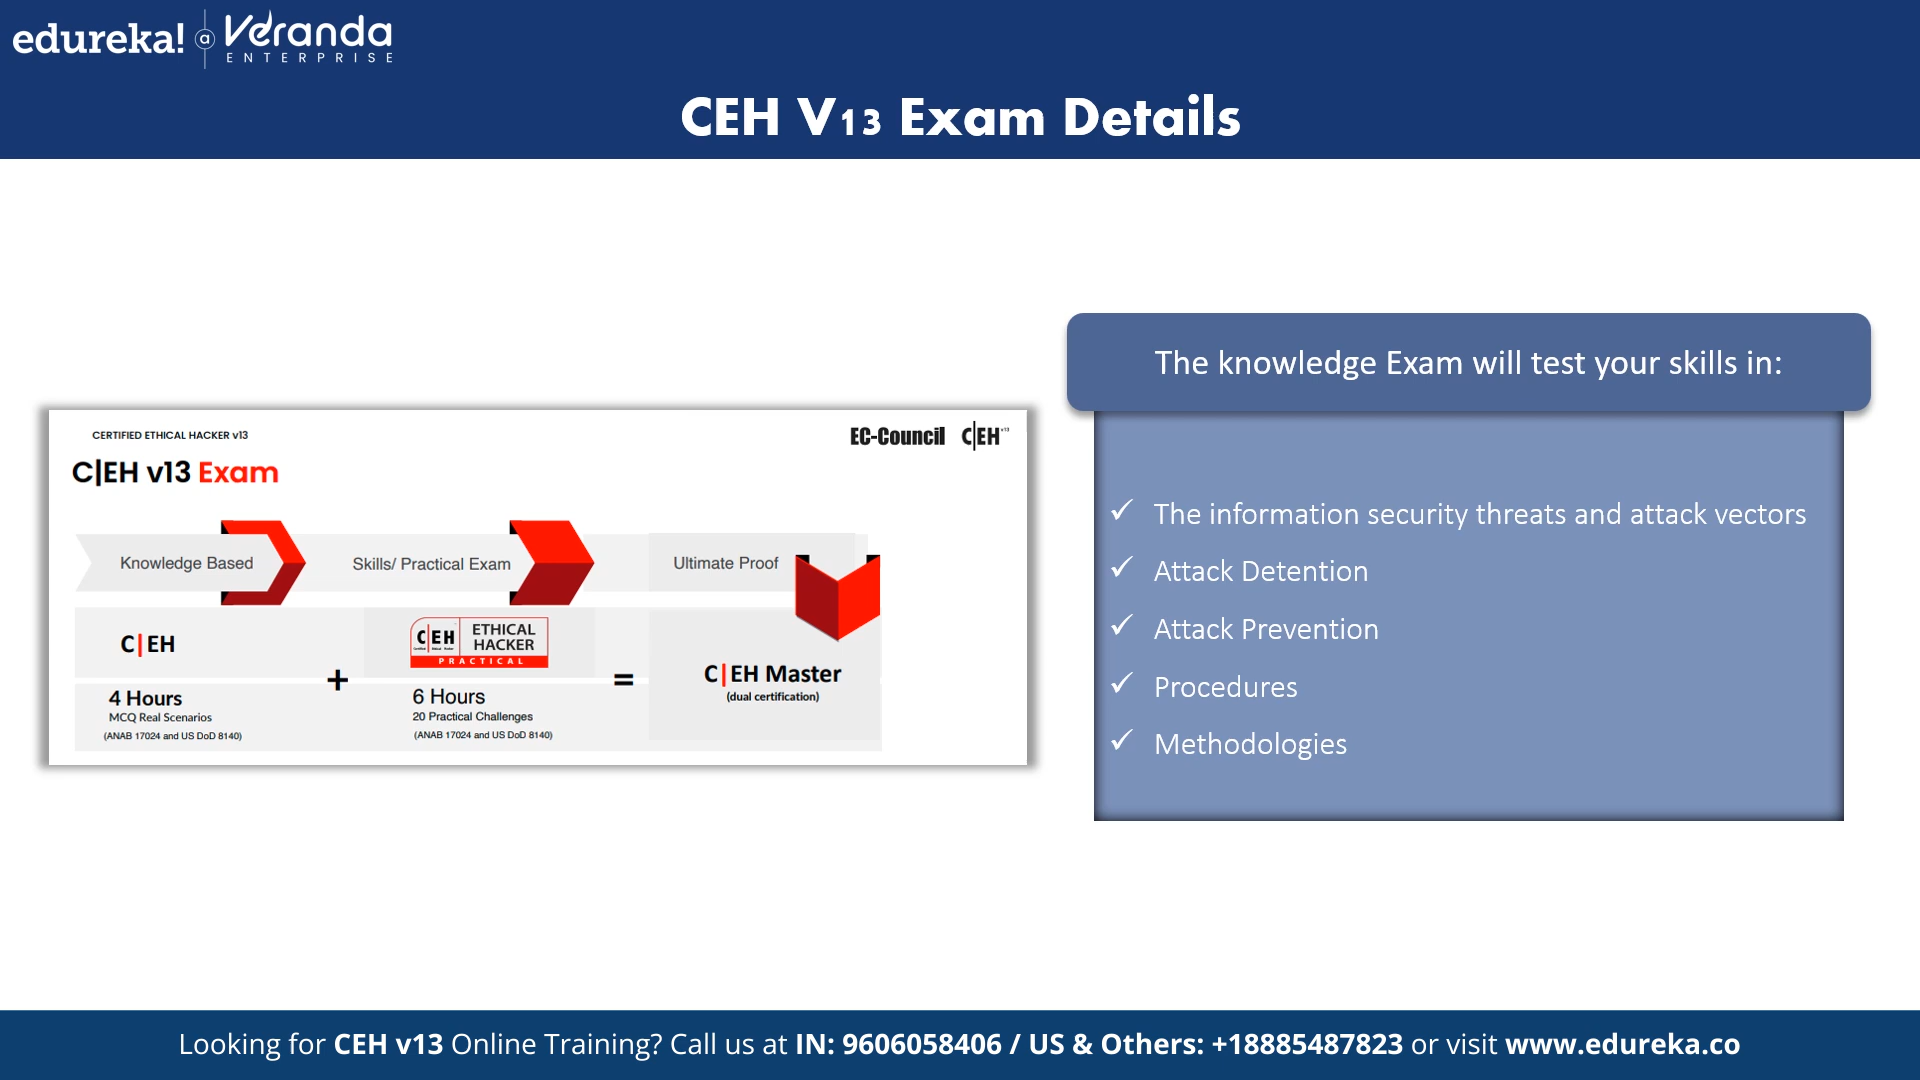 edureka! a Veranda
ENTERPRISE
CEH V13 Exam Details
CERTIFIED ETHICAL HACKER v13
EC-Council C|EH v13
C|EH v13 Exam
Knowledge Based
Skills/ Practical Exam
Ultimate Proof
C|EH
C|EH ETHICAL
HACKER
PRACTICAL
+
=
C|EH Master
(dual certification)
4 Hours
MCQ Real Scenarios
(ANAB 17024 and US DoD 8140)
6 Hours
20 Practical Challenges
(ANAB 17024 and US DoD 8140)
The knowledge Exam will test your skills in:
✓ The information security threats and attack vectors
✓ Attack Detention
✓ Attack Prevention
✓ Procedures
✓ Methodologies
Looking for CEH v13 Online Training? Call us at IN: 9606058406 / US & Others: +18885487823 or visit www.edureka.co